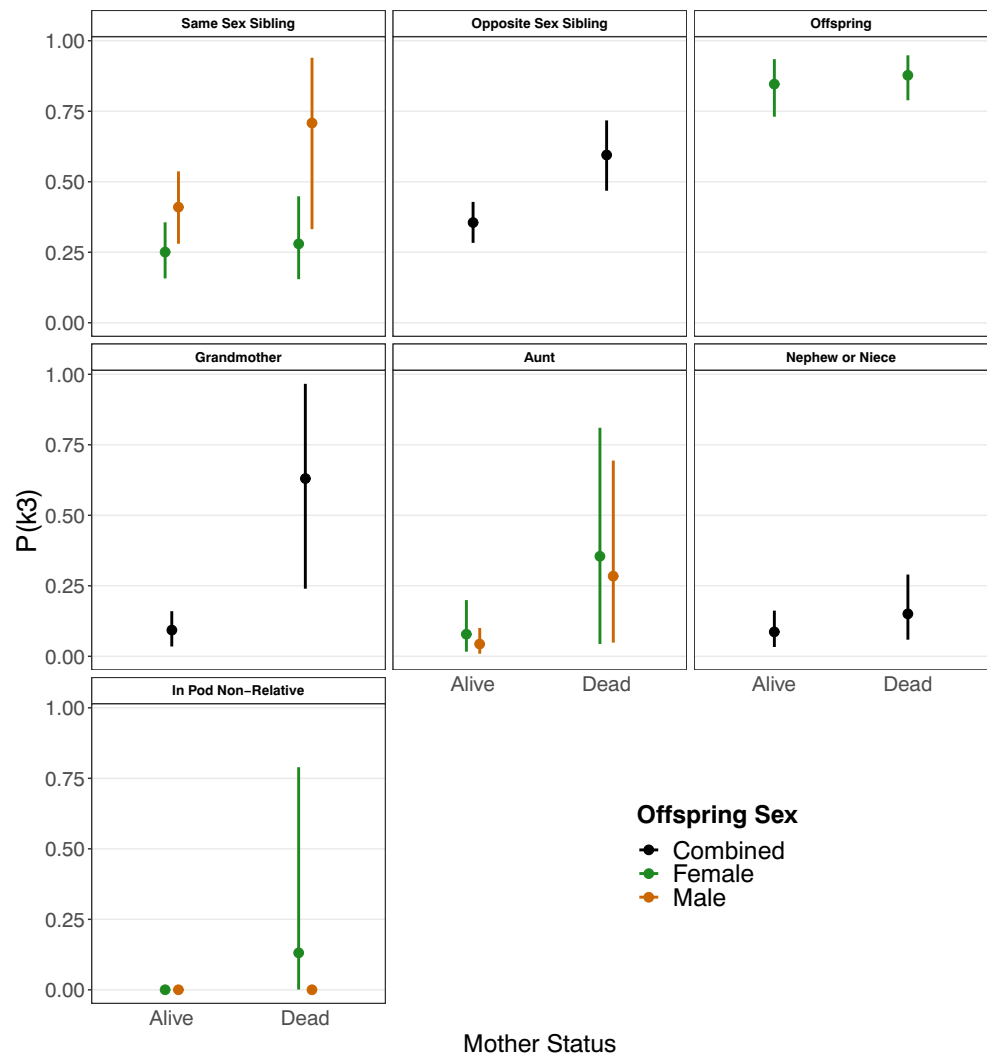 Same Sex Sibling
Opposite Sex Sibling
Offspring
1.00
0.75
0.50
0.25
0.00
Grandmother
Aunt
Nephew or Niece
1.00
0.75
0.50
0.25
0.00
P(k3)
Alive
Dead
Alive
Dead
In Pod Non−Relative
1.00
0.75
0.50
0.25
0.00
Alive
Dead
Offspring Sex
Combined
Female
Male
Mother Status